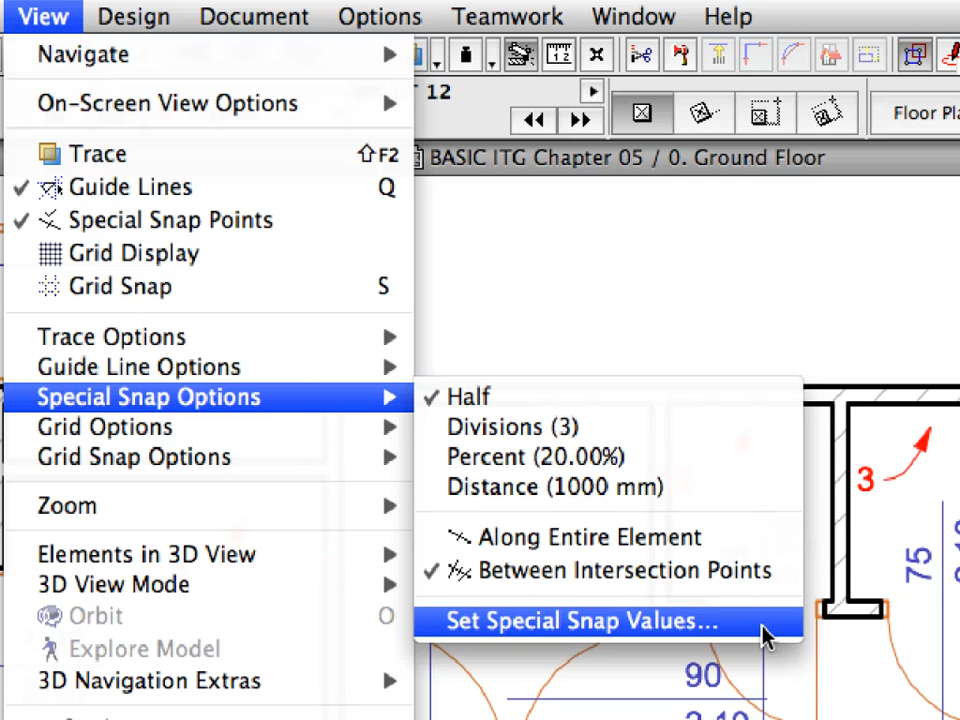 View Design Document Options Teamwork Window Help
Navigate
On-Screen View Options
12
Floor Pla
Trace ⇧F2
BASIC ITG Chapter 05 / 0. Ground Floor
Guide Lines Q
Special Snap Points
Grid Display
Grid Snap S
Trace Options
Guide Line Options
Special Snap Options
Grid Options
Grid Snap Options
Zoom
Elements in 3D View
3D View Mode
Orbit O
Explore Model
3D Navigation Extras
Half
Divisions (3)
Percent (20.00%)
Distance (1000 mm)
Along Entire Element
Between Intersection Points
Set Special Snap Values...
3
75
90